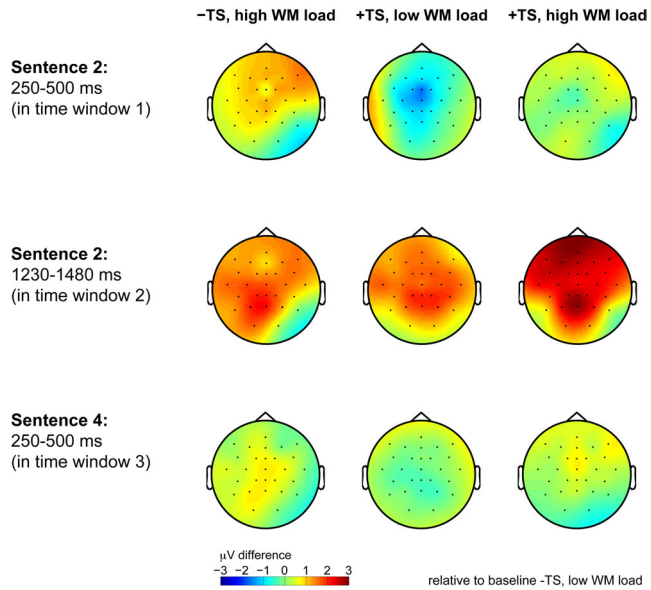 −TS, high WM load +TS, low WM load +TS, high WM load
Sentence 2:
250-500 ms
(in time window 1)
Sentence 2:
1230-1480 ms
(in time window 2)
Sentence 4:
250-500 ms
(in time window 3)
µV difference
−3 −2 −1 0 1 2 3
relative to baseline -TS, low WM load